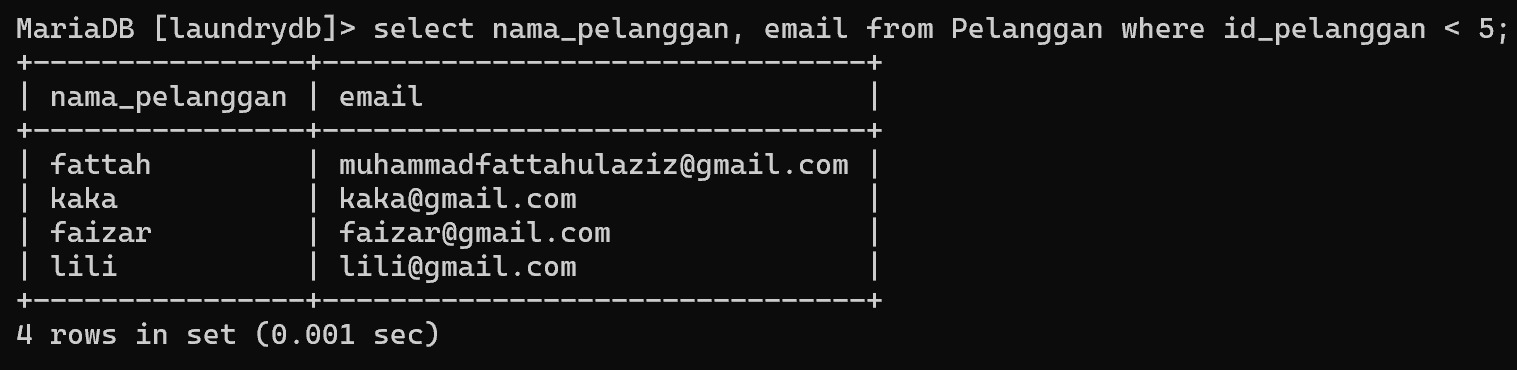 MariaDB [laundrydb]> select nama_pelanggan, email from Pelanggan where id_pelanggan < 5;
+----------------+--------------------------------+
| nama_pelanggan | email                          |
+----------------+--------------------------------+
| fattah         | muhammadfattahulaziz@gmail.com |
| kaka           | kaka@gmail.com                 |
| faizar         | faizar@gmail.com               |
| lili           | lili@gmail.com                 |
+----------------+--------------------------------+
4 rows in set (0.001 sec)